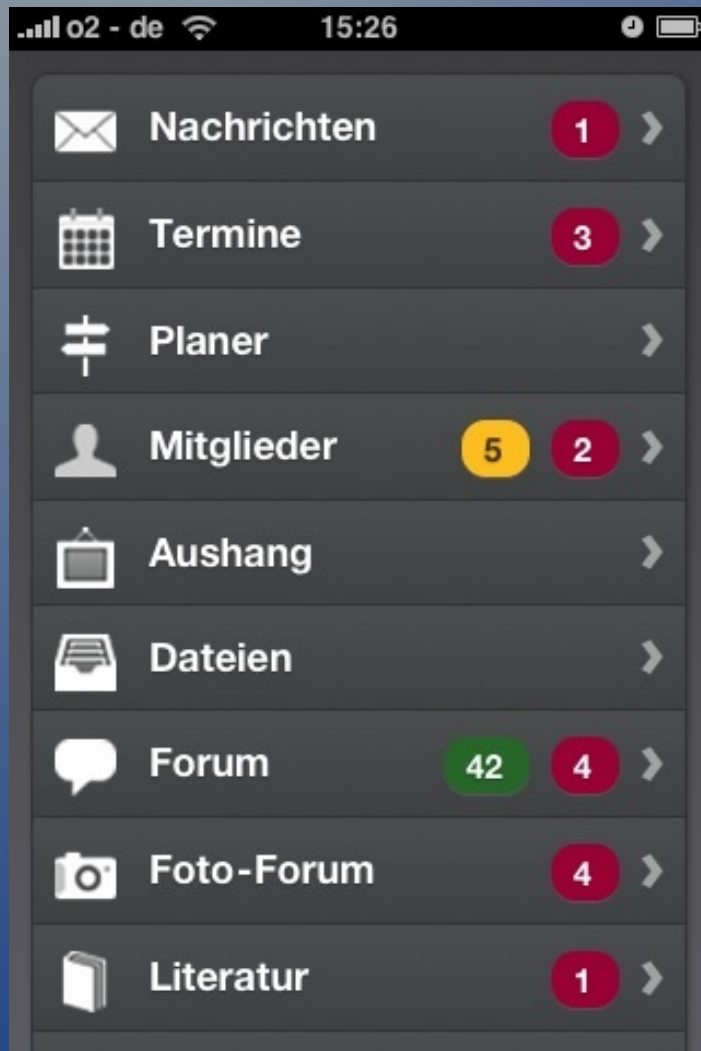 o2 - de 15:26
Nachrichten 1
Termine 3
Planer
Mitglieder 5 2
Aushang
Dateien
Forum 42 4
Foto-Forum 4
Literatur 1